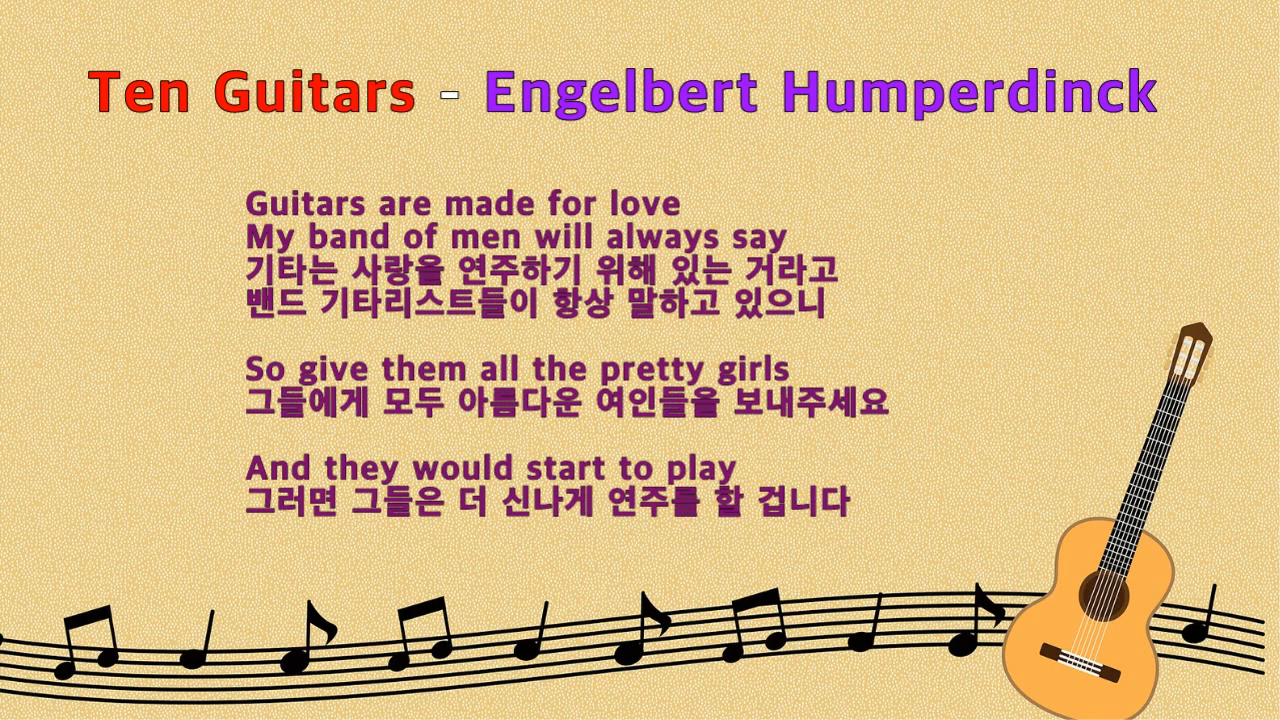 Ten Guitars - Engelbert Humperdinck
Guitars are made for love
My band of men will always say
기타는 사랑을 연주하기 위해 있는 거라고
밴드 기타리스트들이 항상 말하고 있으니
So give them all the pretty girls
그들에게 모두 아름다운 여인들을 보내주세요
And they would start to play
그러면 그들은 더 신나게 연주를 할 겁니다